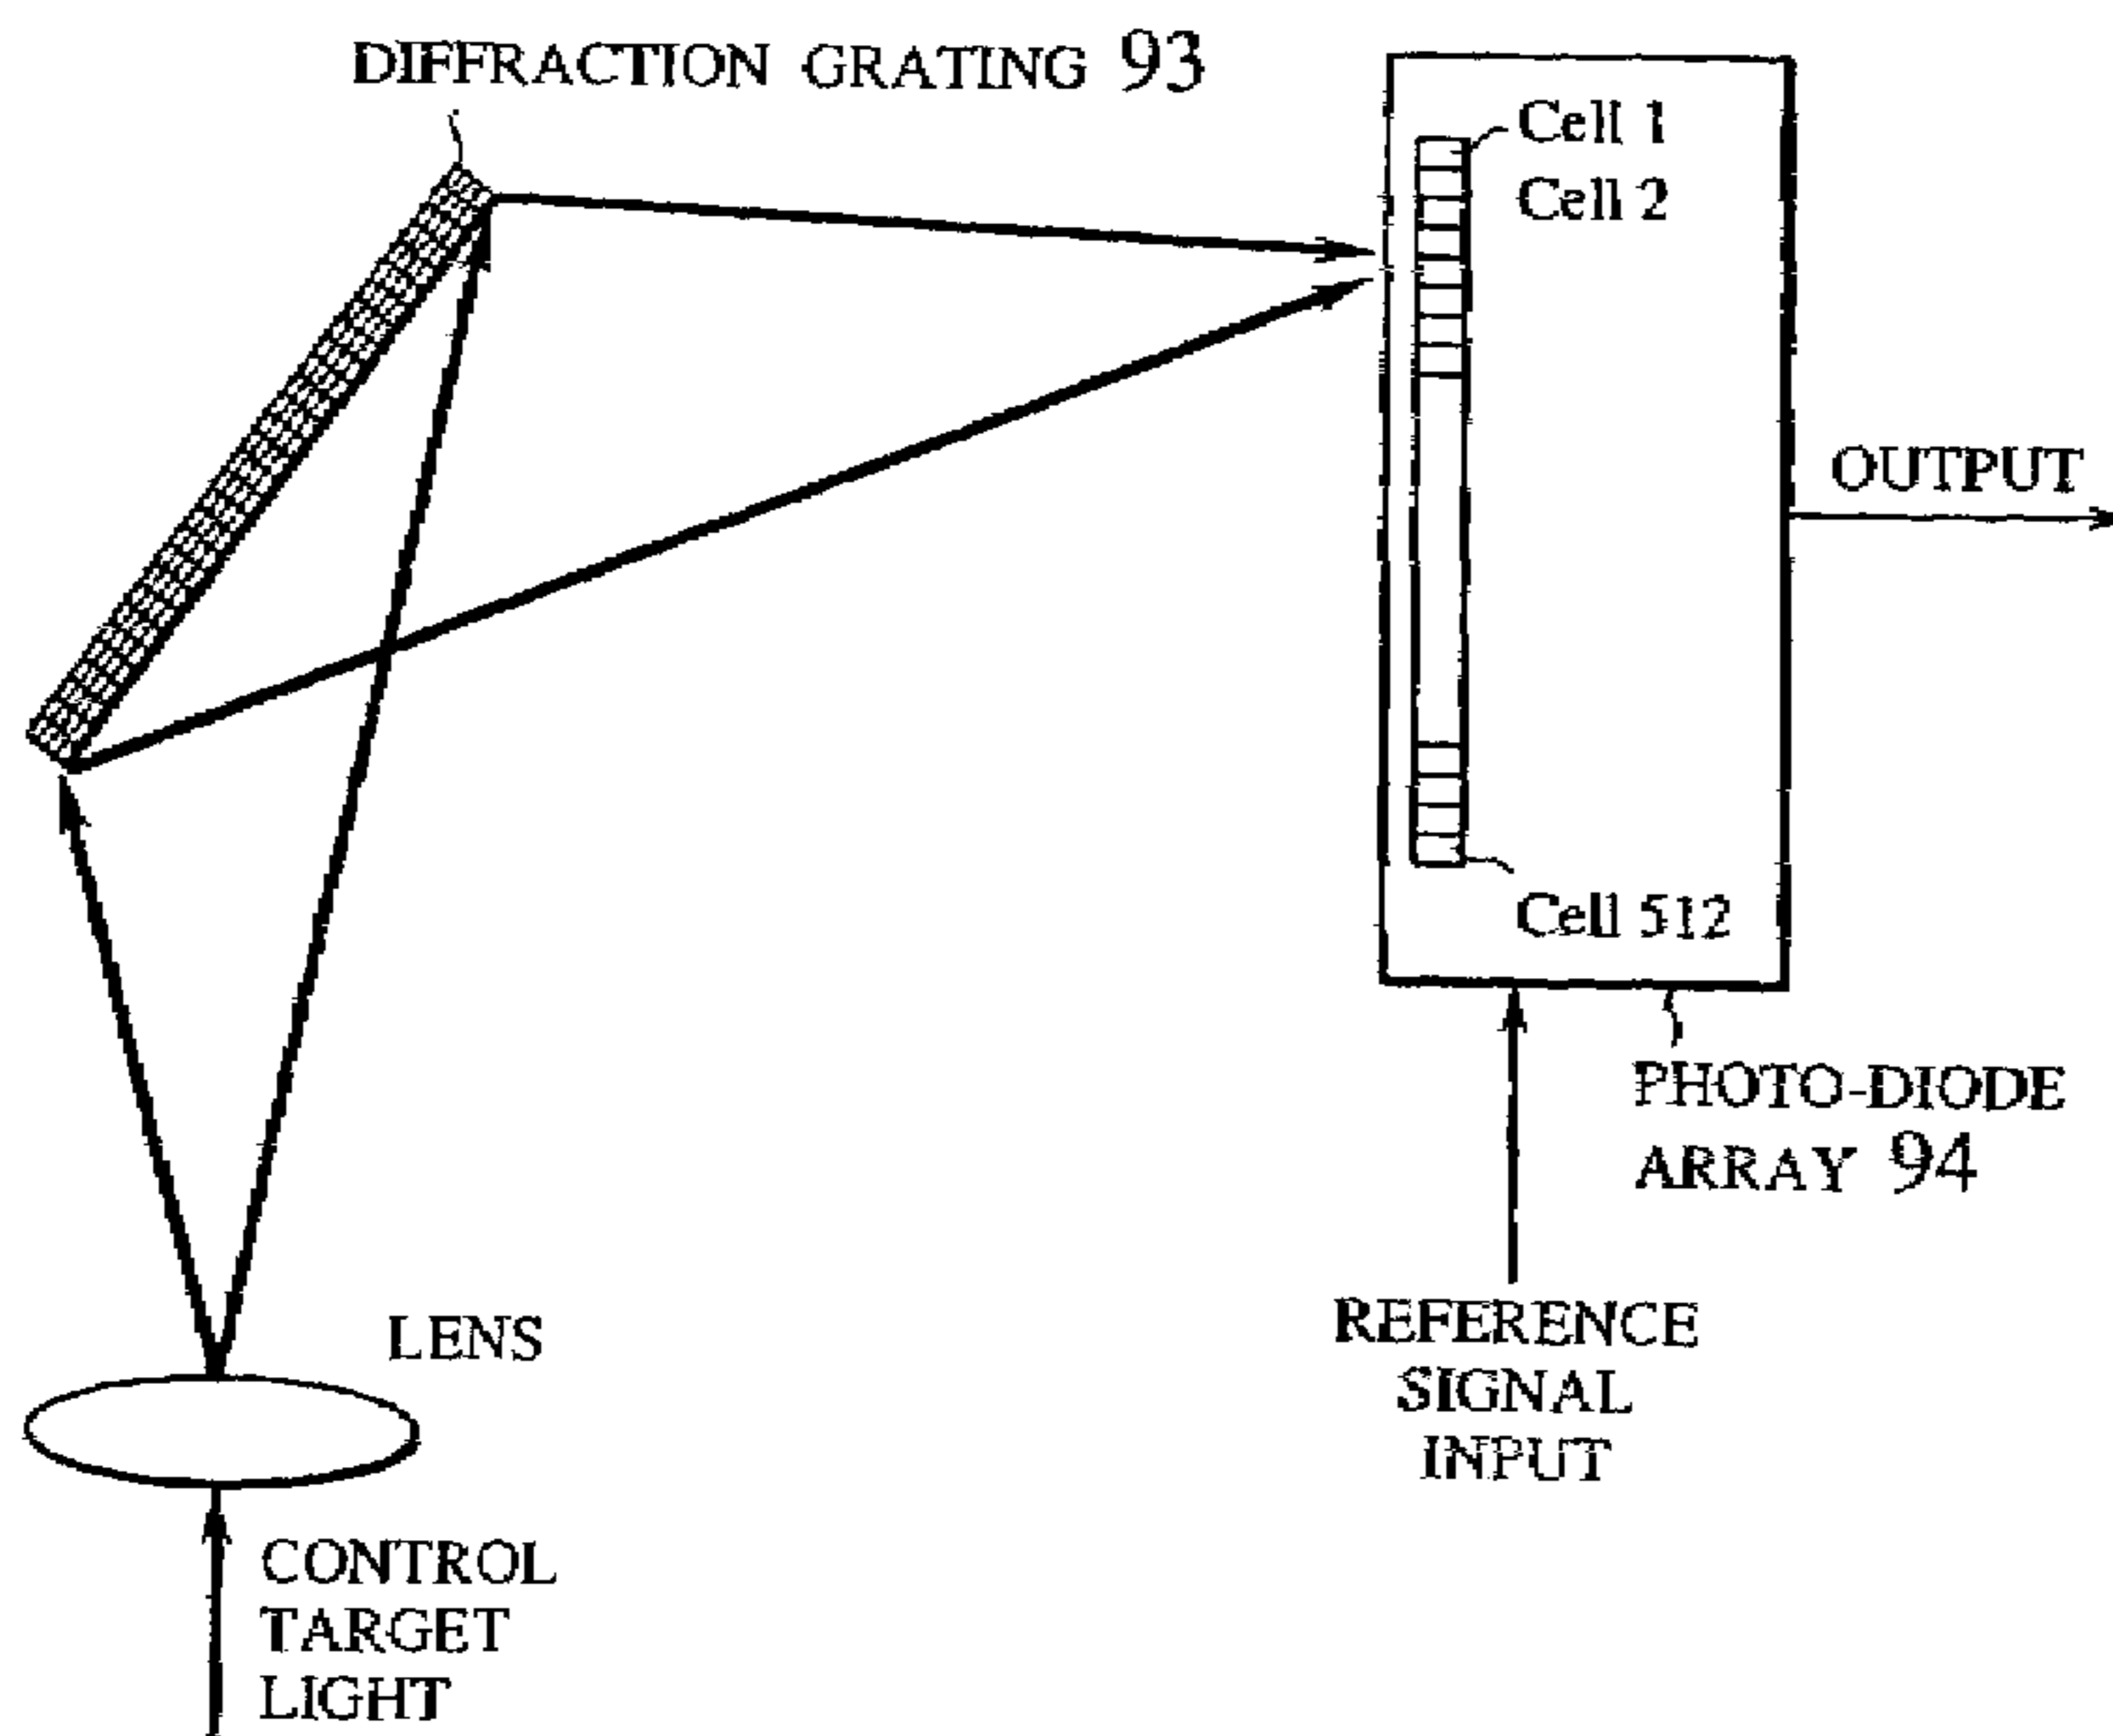 DIFFRACTION GRATING 93
Cell 1
Cell 2
OUTPUT
Cell 512
PHOTO-DIODE
ARRAY 94
REFERENCE
SIGNAL
INPUT
LENS
CONTROL
TARGET
LIGHT